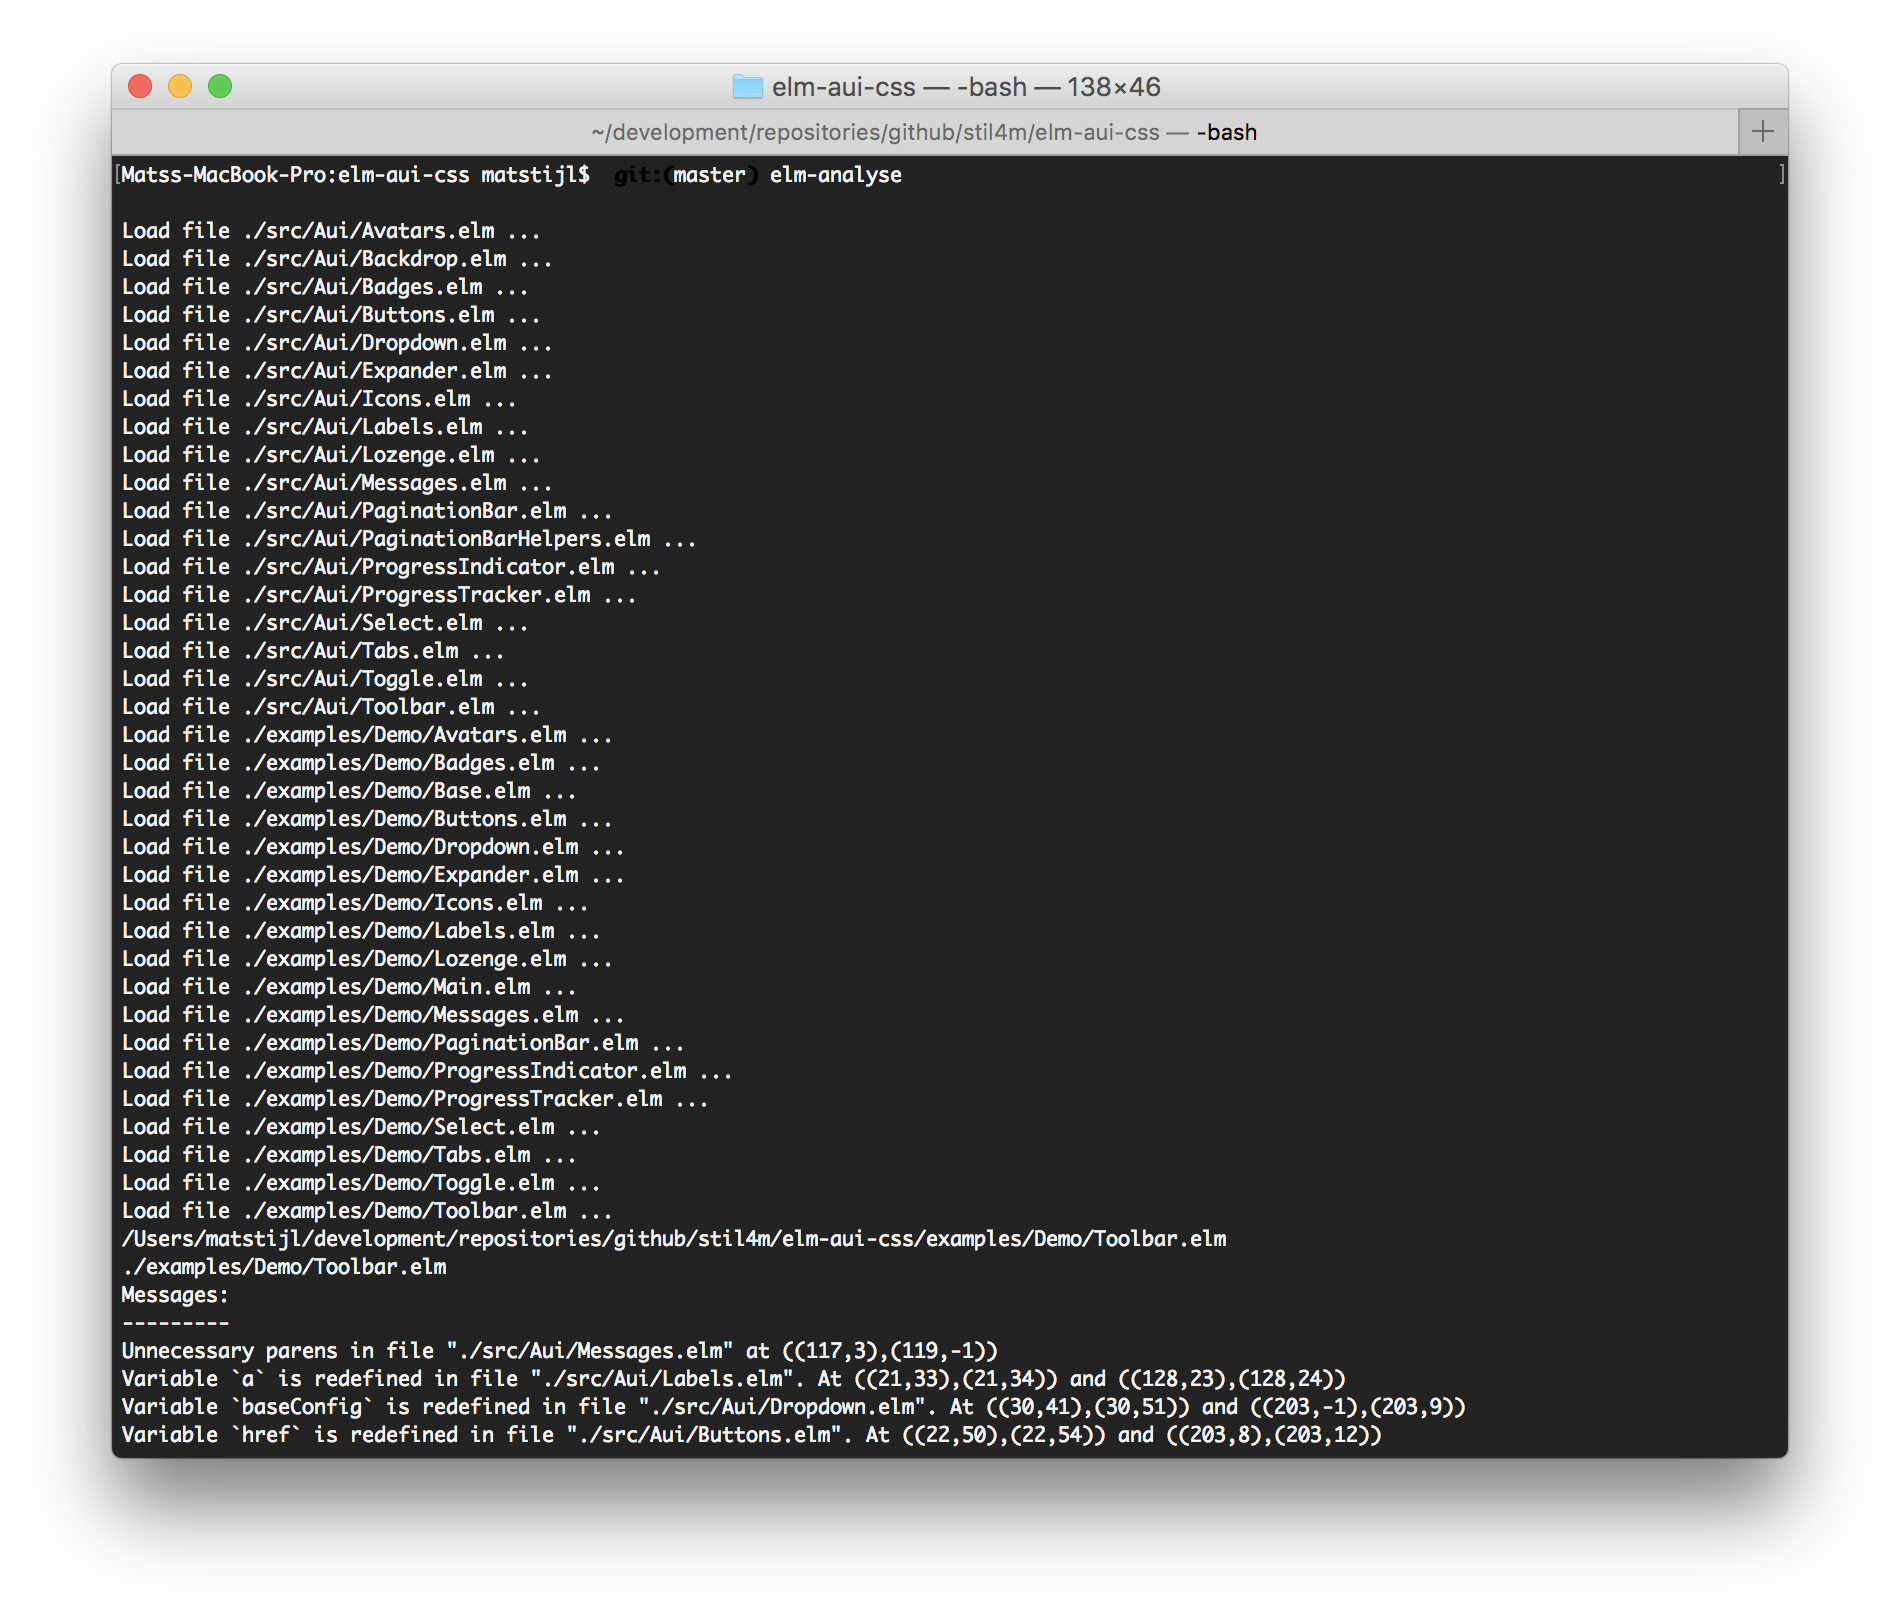 elm-aui-css — -bash — 138×46
~/development/repositories/github/stil4m/elm-aui-css — -bash
[Matss-MacBook-Pro:elm-aui-css matstijl$  git:(master) elm-analyse ]
Load file ./src/Aui/Avatars.elm ...
Load file ./src/Aui/Backdrop.elm ...
Load file ./src/Aui/Badges.elm ...
Load file ./src/Aui/Buttons.elm ...
Load file ./src/Aui/Dropdown.elm ...
Load file ./src/Aui/Expander.elm ...
Load file ./src/Aui/Icons.elm ...
Load file ./src/Aui/Labels.elm ...
Load file ./src/Aui/Lozenge.elm ...
Load file ./src/Aui/Messages.elm ...
Load file ./src/Aui/PaginationBar.elm ...
Load file ./src/Aui/PaginationBarHelpers.elm ...
Load file ./src/Aui/ProgressIndicator.elm ...
Load file ./src/Aui/ProgressTracker.elm ...
Load file ./src/Aui/Select.elm ...
Load file ./src/Aui/Tabs.elm ...
Load file ./src/Aui/Toggle.elm ...
Load file ./src/Aui/Toolbar.elm ...
Load file ./examples/Demo/Avatars.elm ...
Load file ./examples/Demo/Badges.elm ...
Load file ./examples/Demo/Base.elm ...
Load file ./examples/Demo/Buttons.elm ...
Load file ./examples/Demo/Dropdown.elm ...
Load file ./examples/Demo/Expander.elm ...
Load file ./examples/Demo/Icons.elm ...
Load file ./examples/Demo/Labels.elm ...
Load file ./examples/Demo/Lozenge.elm ...
Load file ./examples/Demo/Main.elm ...
Load file ./examples/Demo/Messages.elm ...
Load file ./examples/Demo/PaginationBar.elm ...
Load file ./examples/Demo/ProgressIndicator.elm ...
Load file ./examples/Demo/ProgressTracker.elm ...
Load file ./examples/Demo/Select.elm ...
Load file ./examples/Demo/Tabs.elm ...
Load file ./examples/Demo/Toggle.elm ...
Load file ./examples/Demo/Toolbar.elm ...
/Users/matstijl/development/repositories/github/stil4m/elm-aui-css/examples/Demo/Toolbar.elm
./examples/Demo/Toolbar.elm
Messages:
---------
Unnecessary parens in file "./src/Aui/Messages.elm" at ((117,3),(119,-1))
Variable `a` is redefined in file "./src/Aui/Labels.elm". At ((21,33),(21,34)) and ((128,23),(128,24))
Variable `baseConfig` is redefined in file "./src/Aui/Dropdown.elm". At ((30,41),(30,51)) and ((203,-1),(203,9))
Variable `href` is redefined in file "./src/Aui/Buttons.elm". At ((22,50),(22,54)) and ((203,8),(203,12))